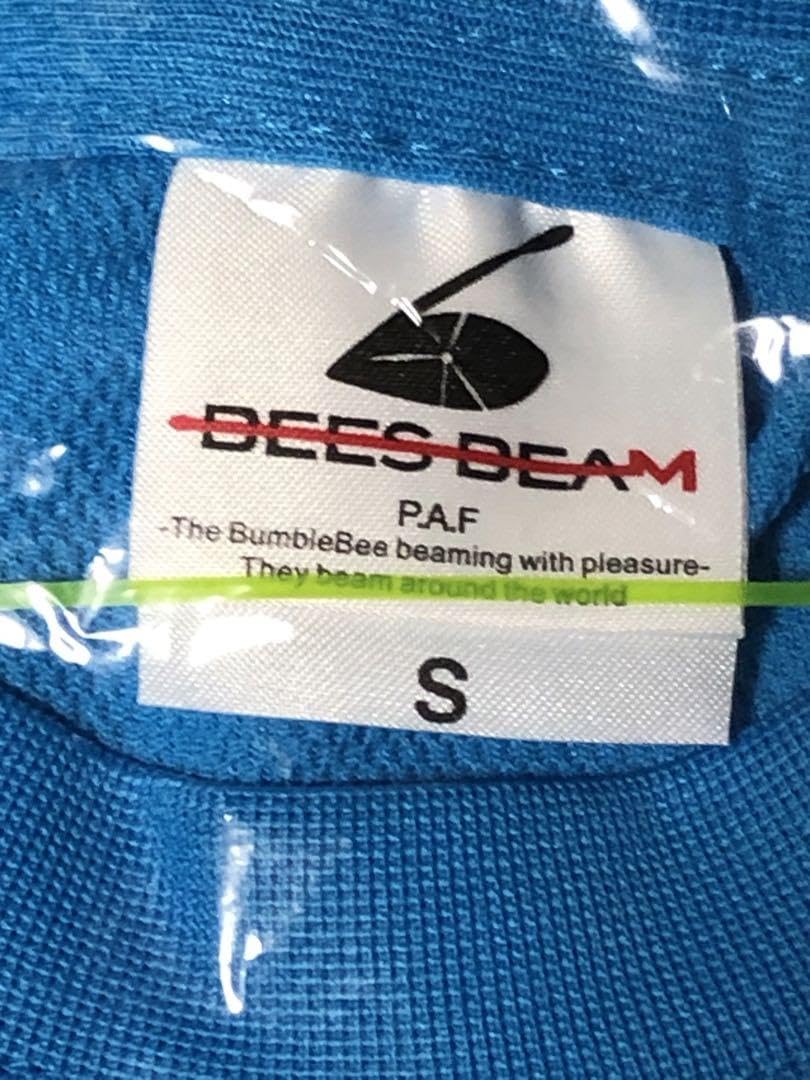 BEES BEAM
P.A.F
-The BumbleBee beaming with pleasure-
They beam around the world
S